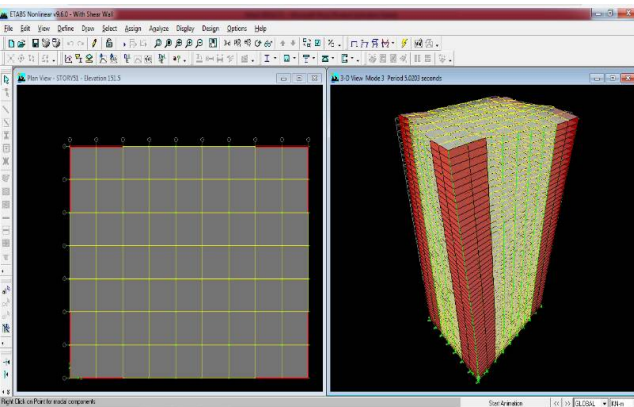 ETABS Nonlinear v9.6.0 - With Shear Wall
File Edit View Define Draw Select Assign Analyze Display Design Options Help
Plan View - STORY51 - Elevation 151.9
3-D View Mode 3 Period 5.0203 seconds
Right Click on Point for modal components
Start Animation
<< >> GLOBAL KN-m